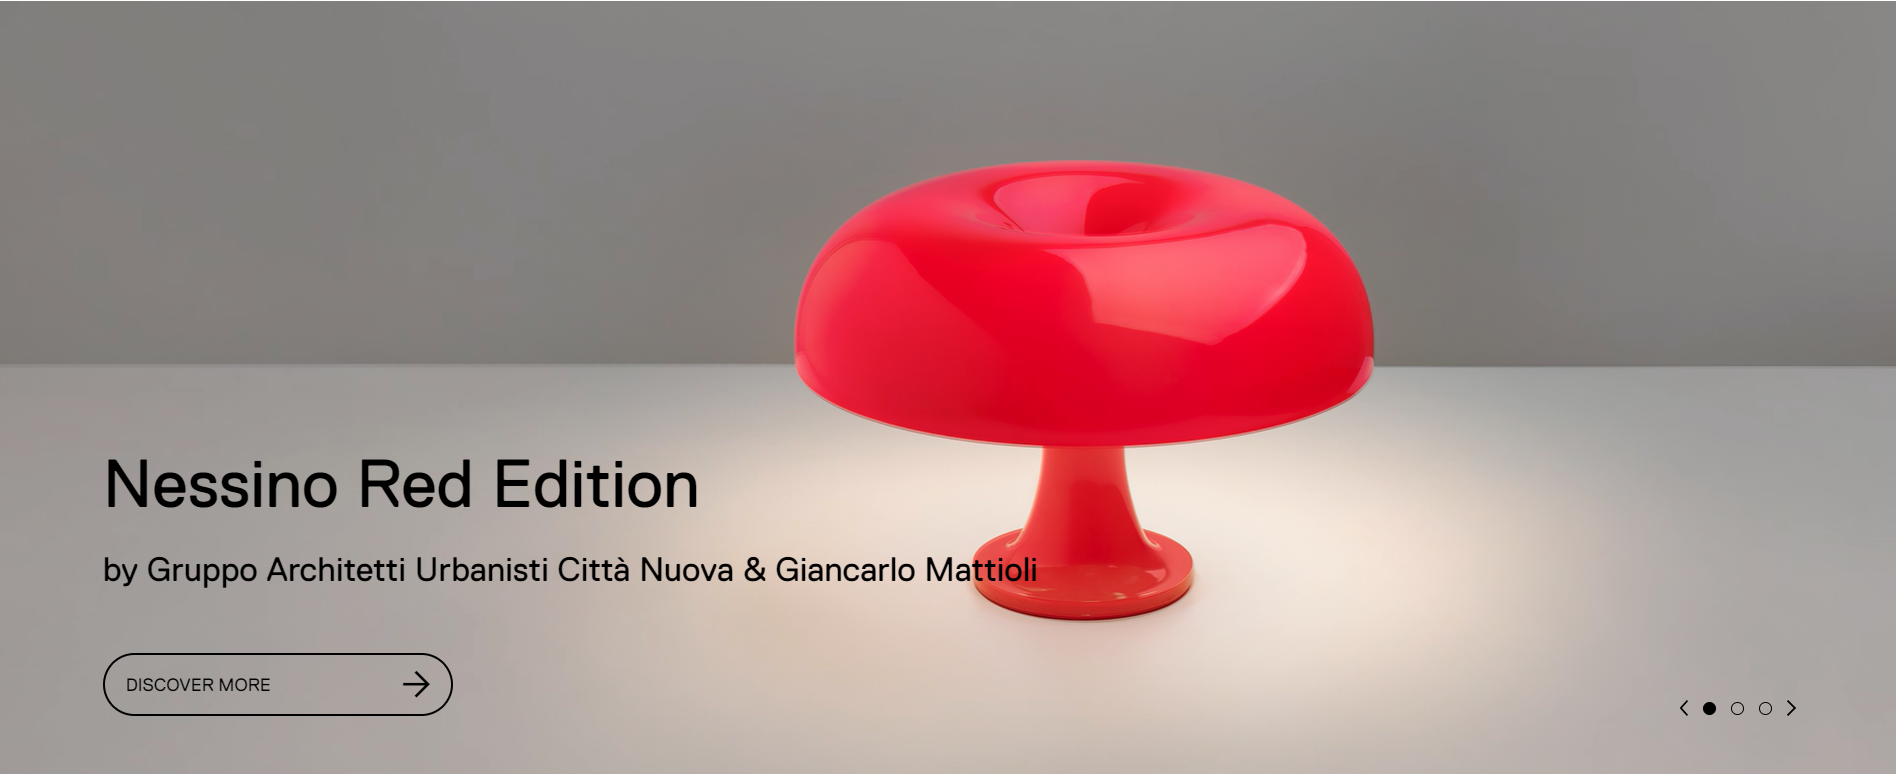 Nessino Red Edition
by Gruppo Architetti Urbanisti Città Nuova & Giancarlo Mattioli
DISCOVER MORE